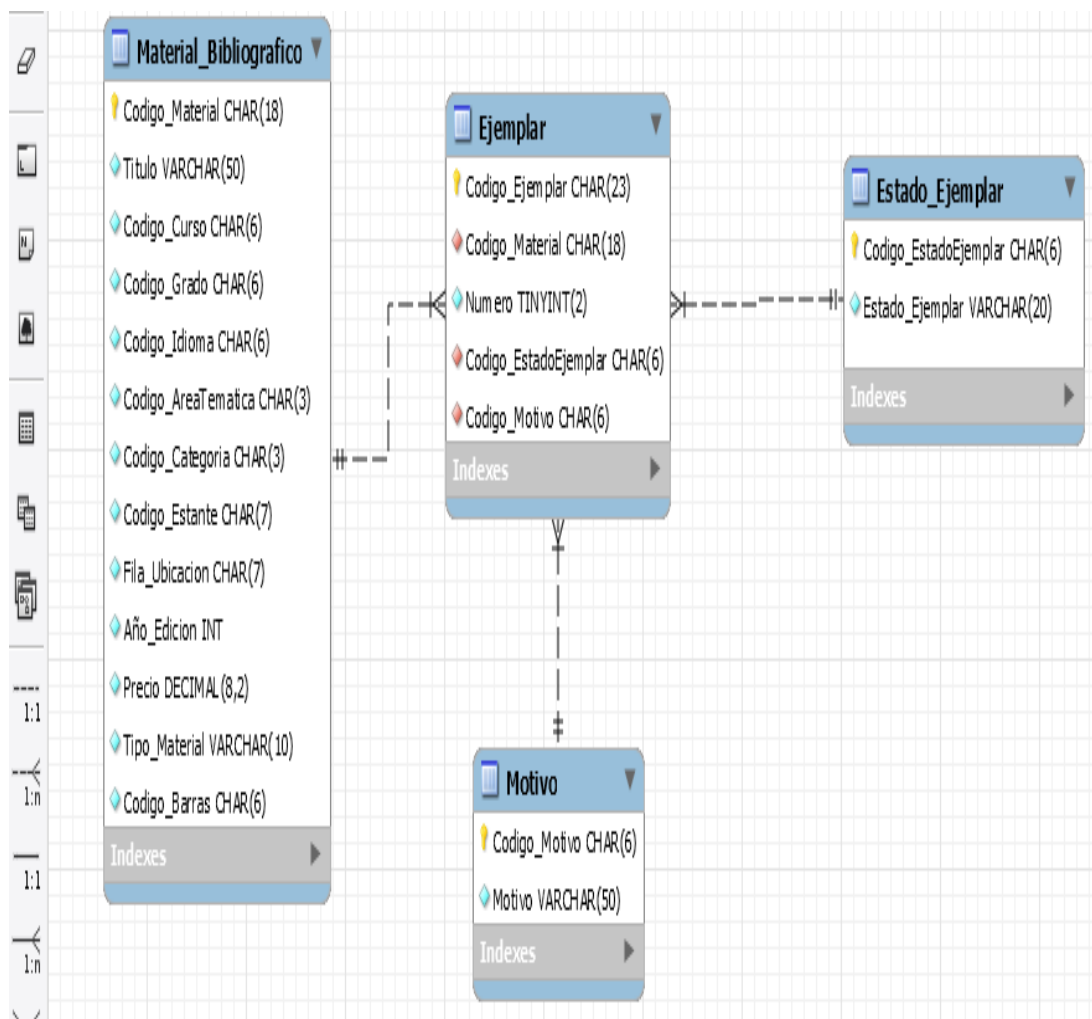 Material_Bibliografico
Codigo_Material CHAR(18)
Titulo VARCHAR(50)
Codigo_Curso CHAR(6)
Codigo_Grado CHAR(6)
Codigo_Idioma CHAR(6)
Codigo_AreaTematica CHAR(3)
Codigo_Categoria CHAR(3)
Codigo_Estante CHAR(7)
Fila_Ubicacion CHAR(7)
Año_Edicion INT
Precio DECIMAL(8,2)
Tipo_Material VARCHAR(10)
Codigo_Barras CHAR(6)
Indexes
Ejemplar
Codigo_Ejemplar CHAR(23)
Codigo_Material CHAR(18)
Numero TINYINT(2)
Codigo_EstadoEjemplar CHAR(6)
Codigo_Motivo CHAR(6)
Indexes
Estado_Ejemplar
Codigo_EstadoEjemplar CHAR(6)
Estado_Ejemplar VARCHAR(20)
Indexes
Motivo
Codigo_Motivo CHAR(6)
Motivo VARCHAR(50)
Indexes
1:1
1:n
1:1
1:n